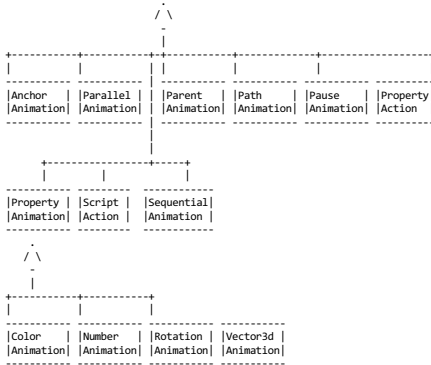 Anchor Parallel Parent Path Pause Property
Animation Animation Animation Animation Animation Action
Property Script Sequential
Animation Action Animation
Color Number Rotation Vector3d
Animation Animation Animation Animation